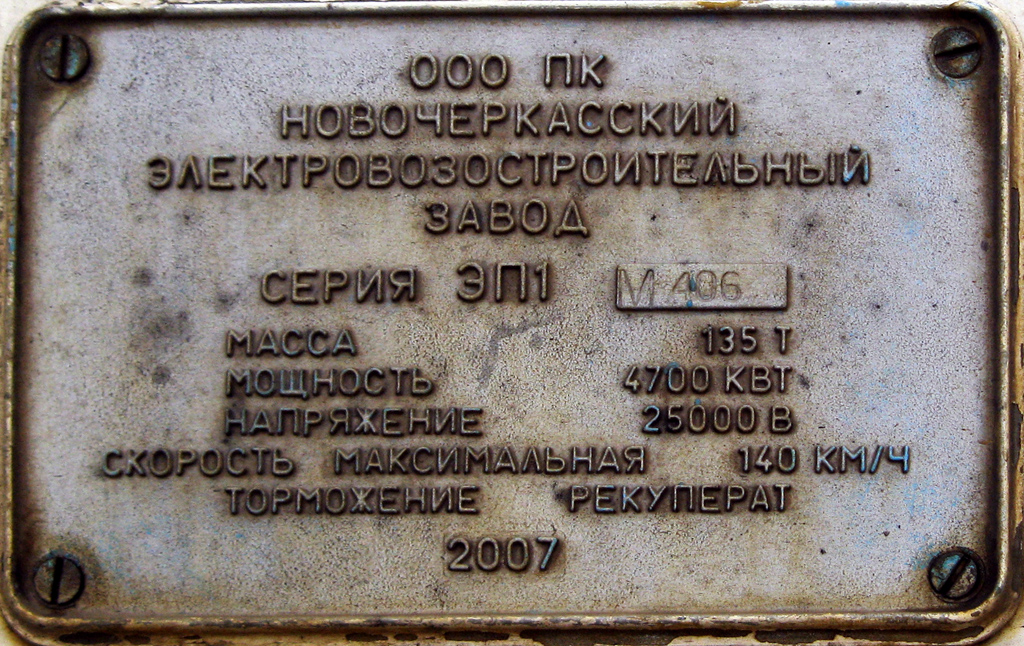 ООО ПК
НОВОЧЕРКАССКИЙ
ЭЛЕКТРОВОЗОСТРОИТЕЛЬНЫЙ
ЗАВОД
СЕРИЯ ЭП1 М 406
МАССА 135 Т
МОЩНОСТЬ 4700 КВТ
НАПРЯЖЕНИЕ 25000 В
СКОРОСТЬ МАКСИМАЛЬНАЯ 140 КМ/Ч
ТОРМОЖЕНИЕ РЕКУПЕРАТ
2007